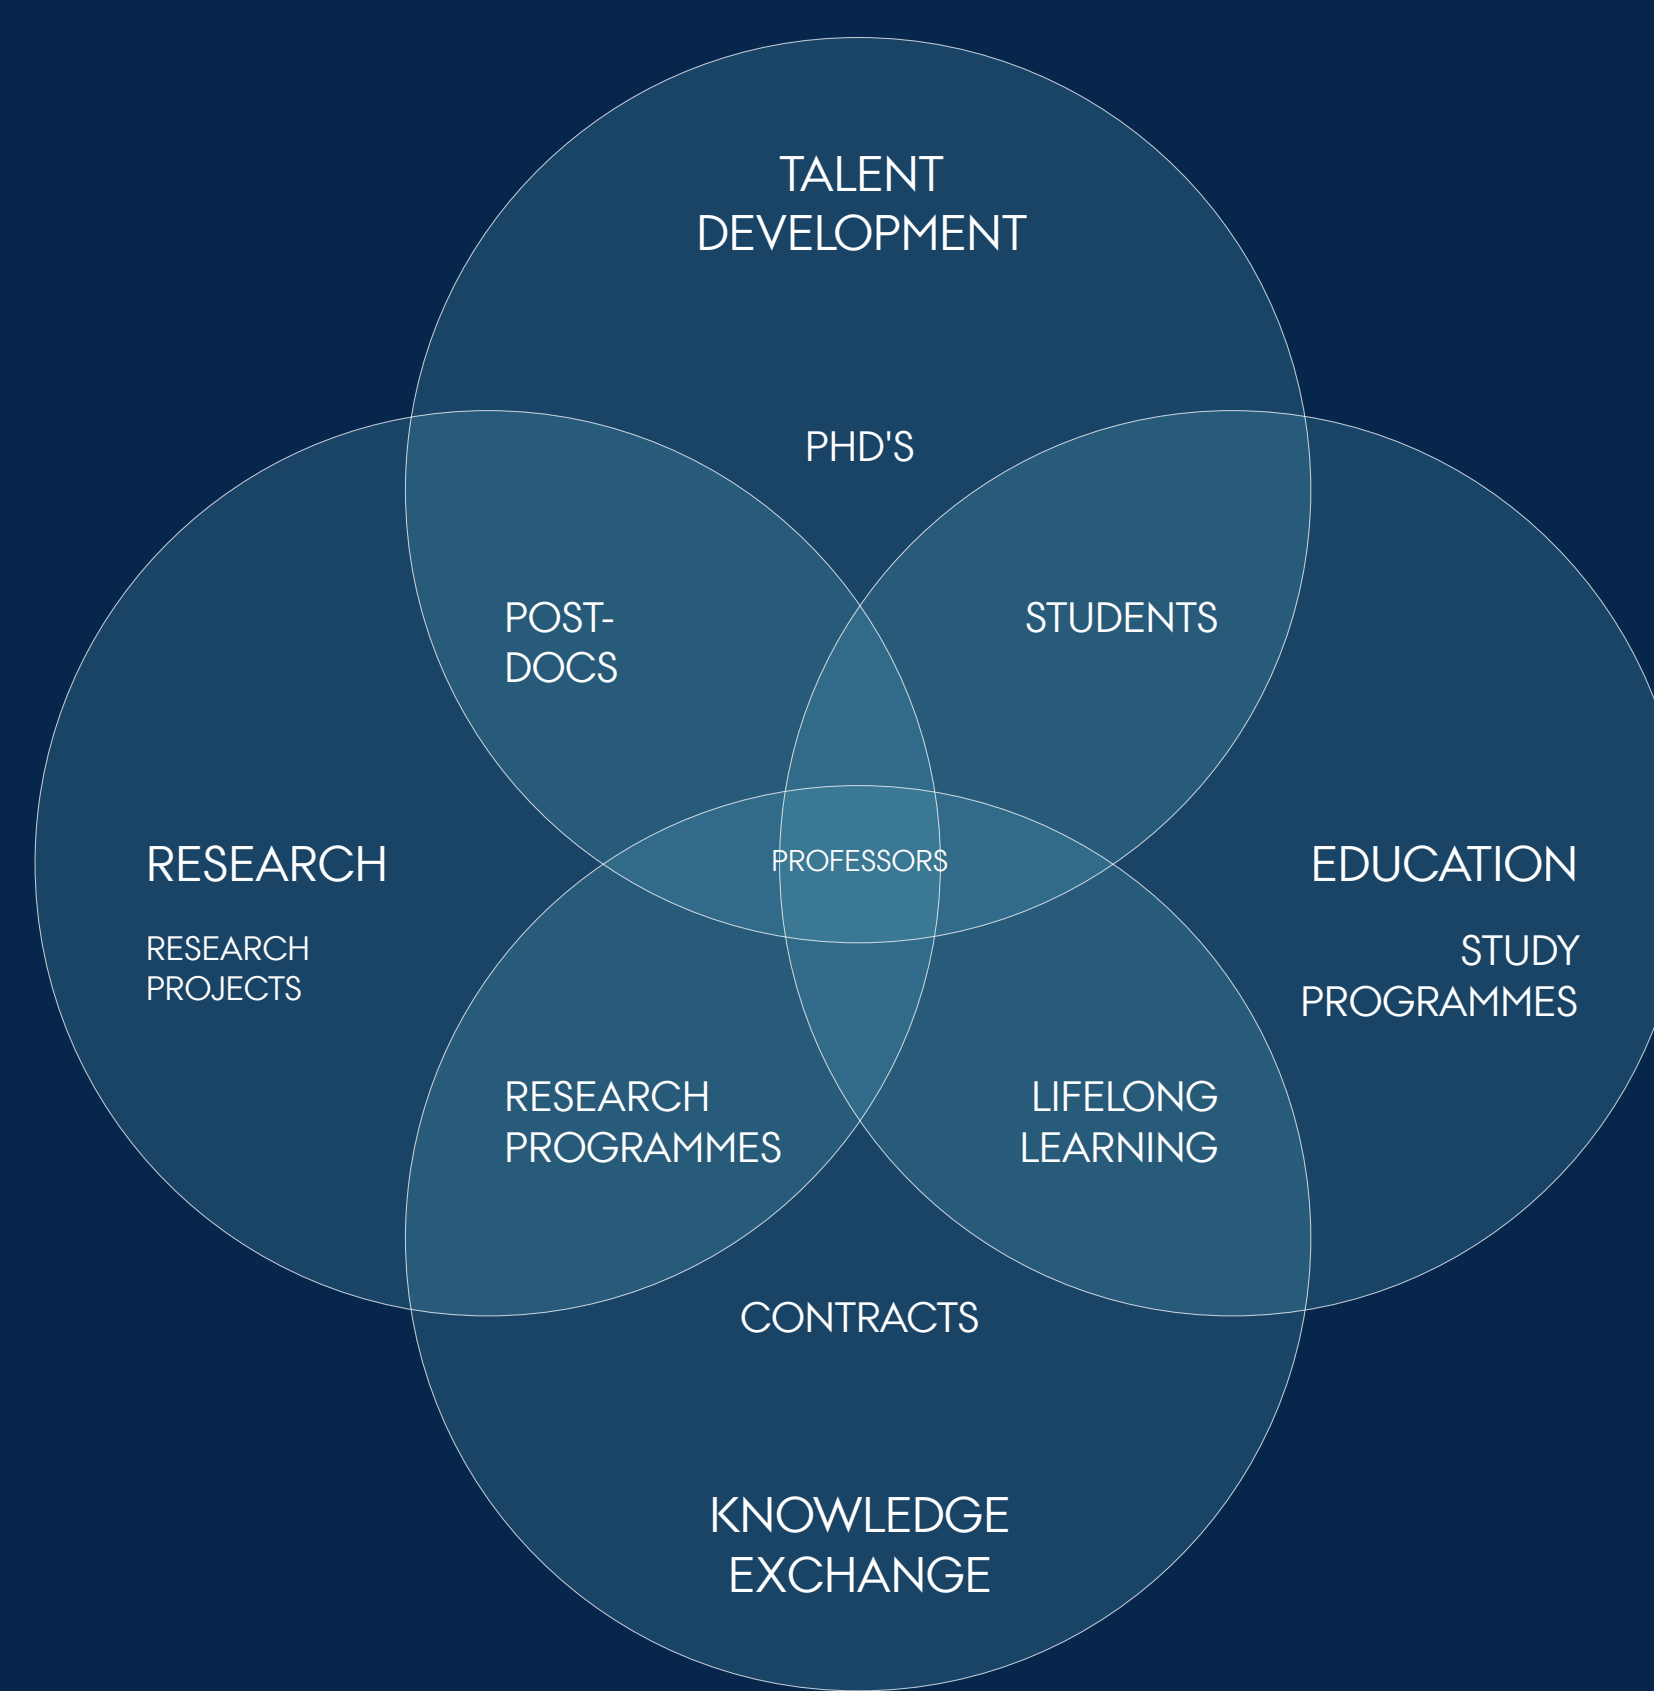 TALENT
DEVELOPMENT
PHD'S
POST-
DOCS
STUDENTS
RESEARCH
RESEARCH
PROJECTS
PROFESSORS
EDUCATION
STUDY
PROGRAMMES
RESEARCH
PROGRAMMES
LIFELONG
LEARNING
CONTRACTS
KNOWLEDGE
EXCHANGE